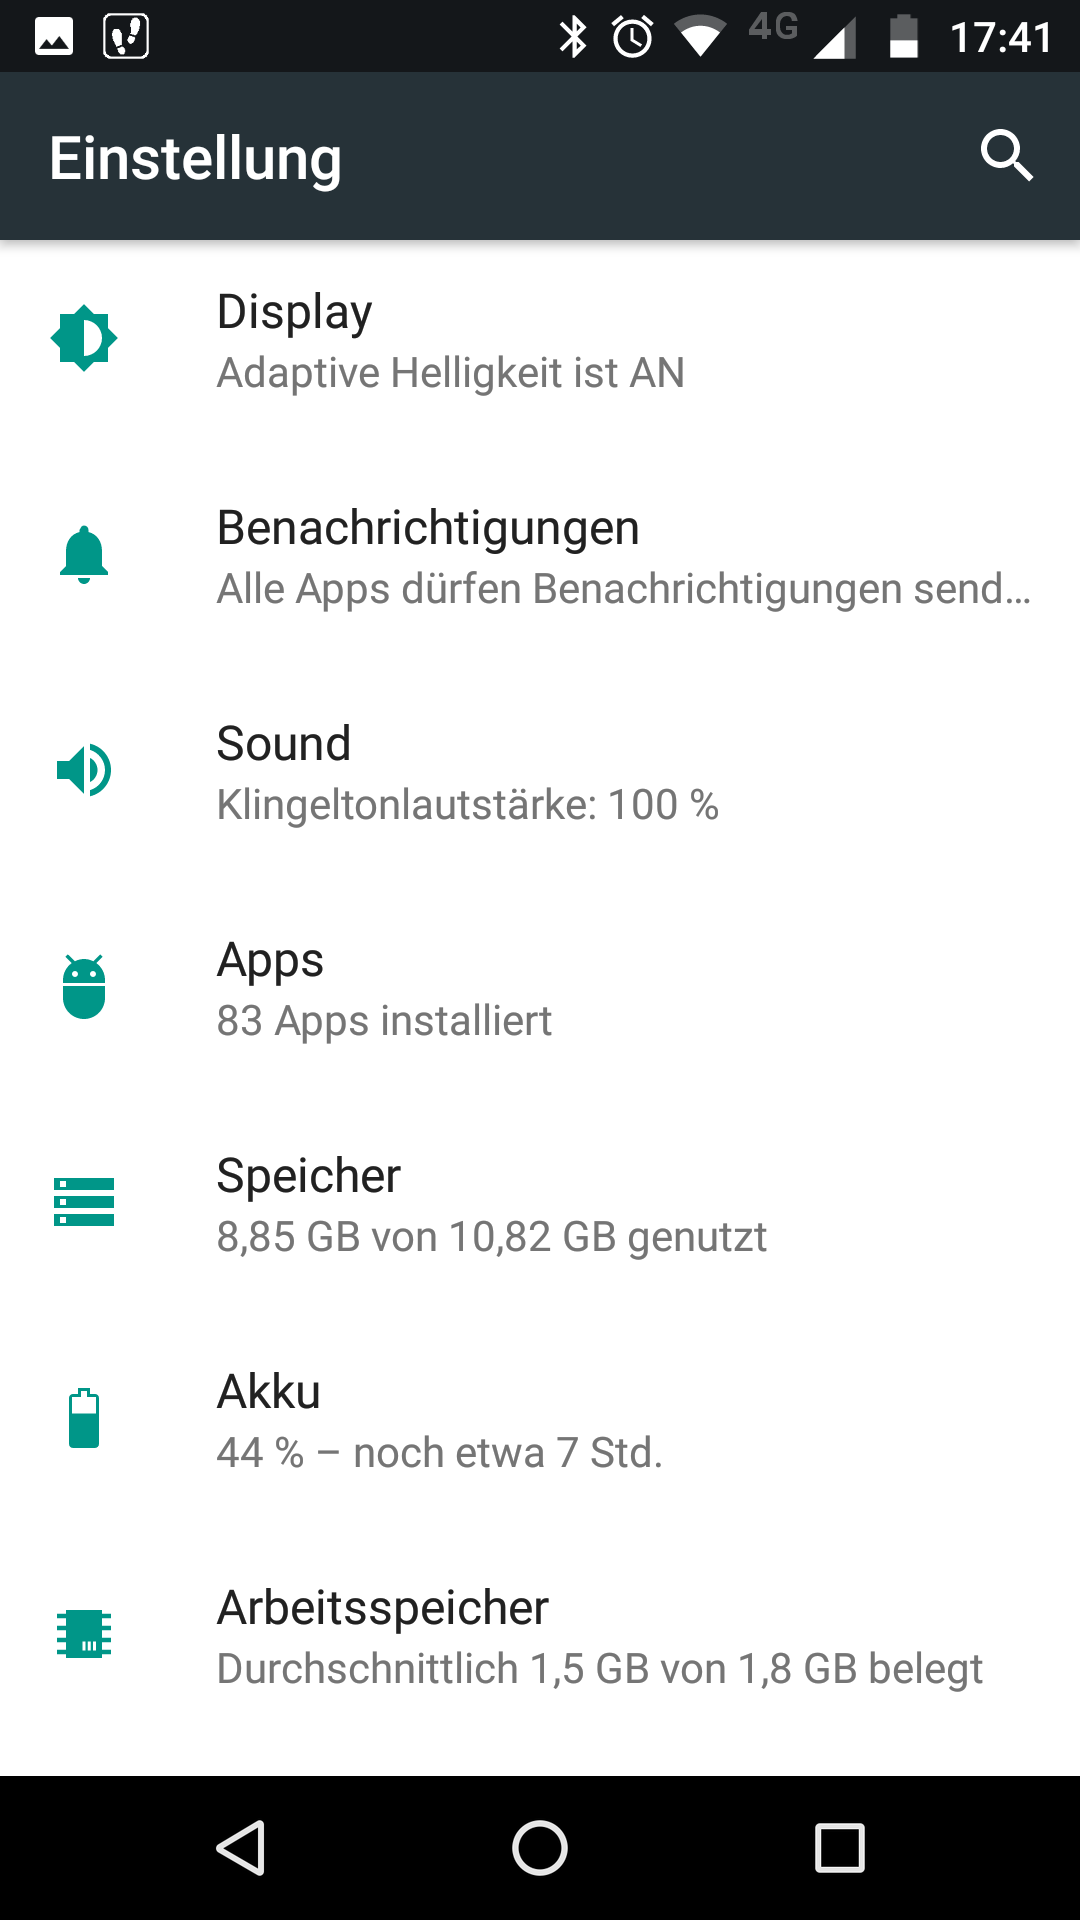 4G 17:41
Einstellung
Display
Adaptive Helligkeit ist AN
Benachrichtigungen
Alle Apps dürfen Benachrichtigungen send…
Sound
Klingeltonlautstärke: 100 %
Apps
83 Apps installiert
Speicher
8,85 GB von 10,82 GB genutzt
Akku
44 % – noch etwa 7 Std.
Arbeitsspeicher
Durchschnittlich 1,5 GB von 1,8 GB belegt